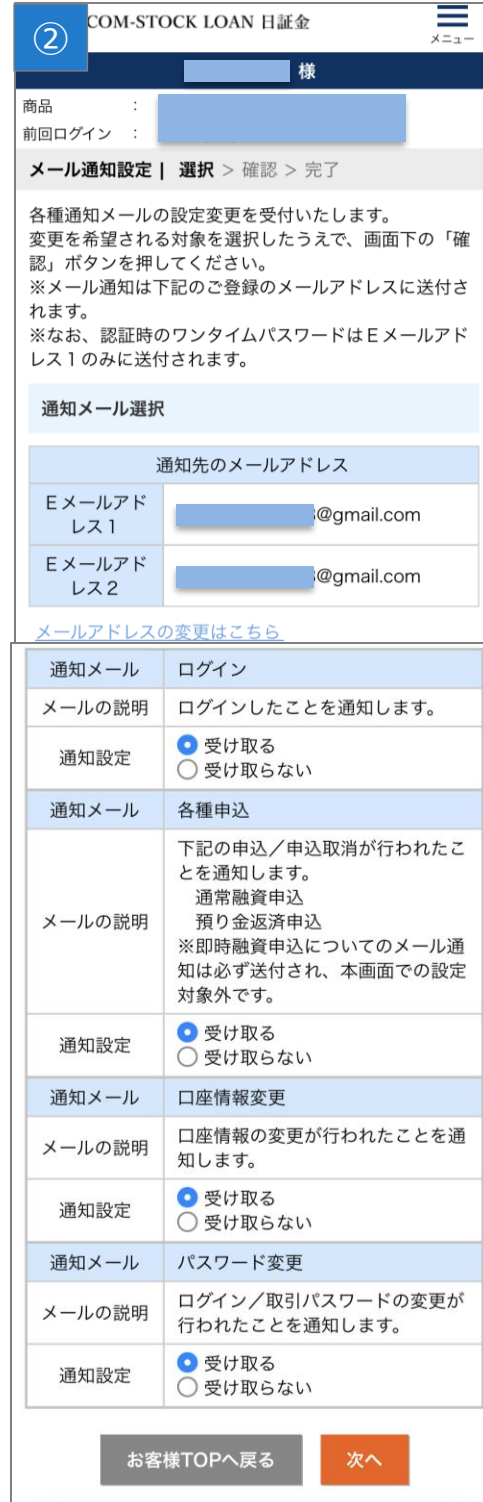 ②
COM-STOCK LOAN 日証金
メニュー
様
商品 :
前回ログイン :
メール通知設定 | 選択 > 確認 > 完了
各種通知メールの設定変更を受付いたします。
変更を希望される対象を選択したうえで、画面下の「確
認」ボタンを押してください。
※メール通知は下記のご登録のメールアドレスに送付さ
れます。
※なお、認証時のワンタイムパスワードはEメールアド
レス1のみに送付されます。
通知メール選択
通知先のメールアドレス
Eメールアド
レス1
@gmail.com
Eメールアド
レス2
@gmail.com
メールアドレスの変更はこちら
通知メール ログイン
メールの説明 ログインしたことを通知します。
通知設定
受け取る
受け取らない
通知メール 各種申込
メールの説明
下記の申込/申込取消が行われたこ
とを通知します。
通常融資申込
預り金返済申込
※即時融資申込についてのメール通
知は必ず送付され、本画面での設定
対象外です。
通知設定
受け取る
受け取らない
通知メール 口座情報変更
メールの説明
口座情報の変更が行われたことを通
知します。
通知設定
受け取る
受け取らない
通知メール パスワード変更
メールの説明
ログイン/取引パスワードの変更が
行われたことを通知します。
通知設定
受け取る
受け取らない
お客様TOPへ戻る 次へ